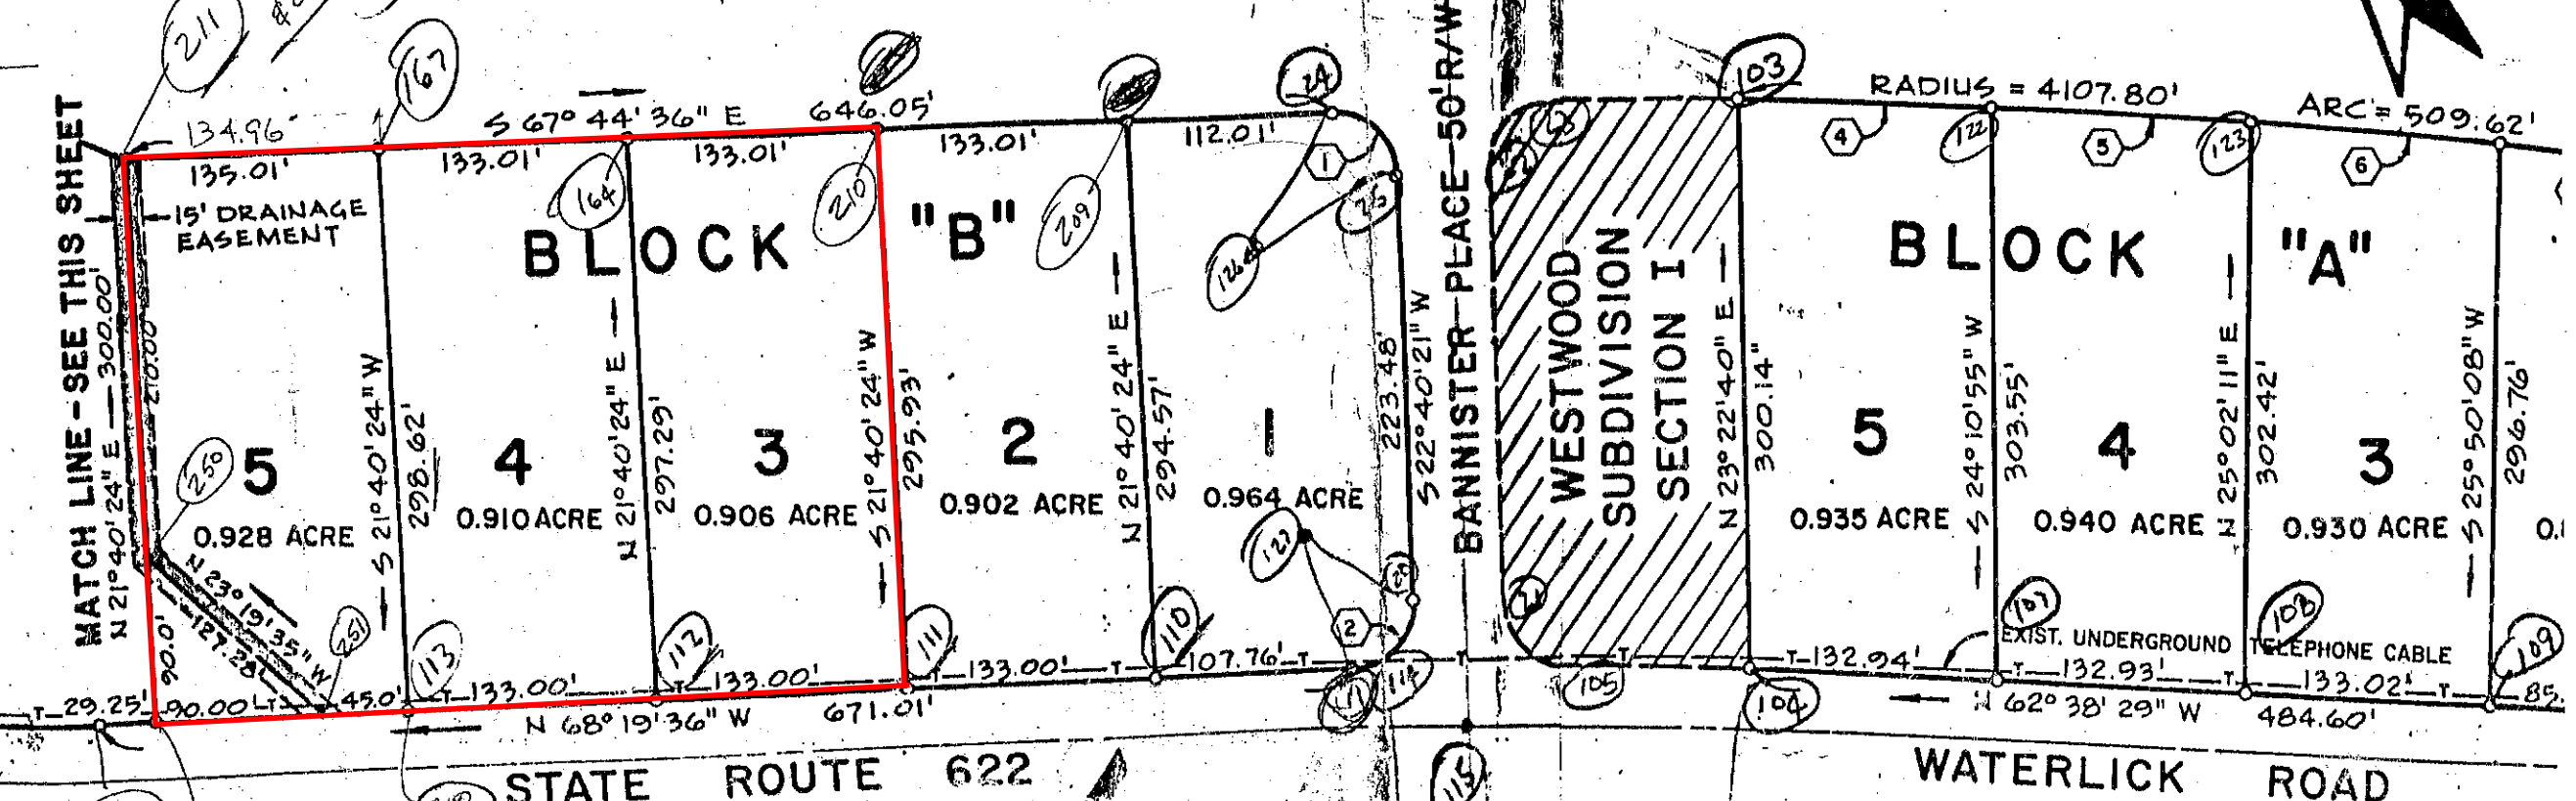 211
167
24
103
RADIUS = 4107.80'
ARC = 509.62'
MATCH LINE-SEE THIS SHEET
134.96
S 67° 44' 36" E
646.05'
135.01'
133.01'
133.01'
133.01'
112.01'
1
4
122
5
123
6
15' DRAINAGE
EASEMENT
164
210
209
25
126
BLOCK "B"
BLOCK "A"
BANNISTER PLACE-50' R/W
WESTWOOD
SUBDIVISION
SECTION I
N 21° 40' 24" E
300.00'
210.00
S 21° 40' 24" W
298.62'
N 21° 40' 24" E
297.29'
S 21° 40' 24" W
295.93'
N 21° 40' 24" E
294.57'
223.48'
S 22° 40' 21" W
N 23° 22' 40" E
300.14'
S 24° 10' 55" W
303.55'
N 25° 02' 11" E
302.42'
S 25° 50' 08" W
296.76'
250
5
0.928 ACRE
4
0.910 ACRE
3
0.906 ACRE
2
0.902 ACRE
1
0.964 ACRE
5
0.935 ACRE
4
0.940 ACRE
3
0.930 ACRE
0.
127
N 23° 19' 35" W
127.28'
90.0'
251
113
112
111
110
2
114
105
104
107
108
109
EXIST. UNDERGROUND TELEPHONE CABLE
T 29.25'
90.00'
T
45.0'
T 133.00'
T 133.00'
133.00' T
107.76' T
T
T
T 132.94'
T 132.93' T
133.02' T
85.
N 68° 19' 36" W
671.01'
N 62° 38' 29" W
484.60'
STATE ROUTE 622
115
WATERLICK ROAD